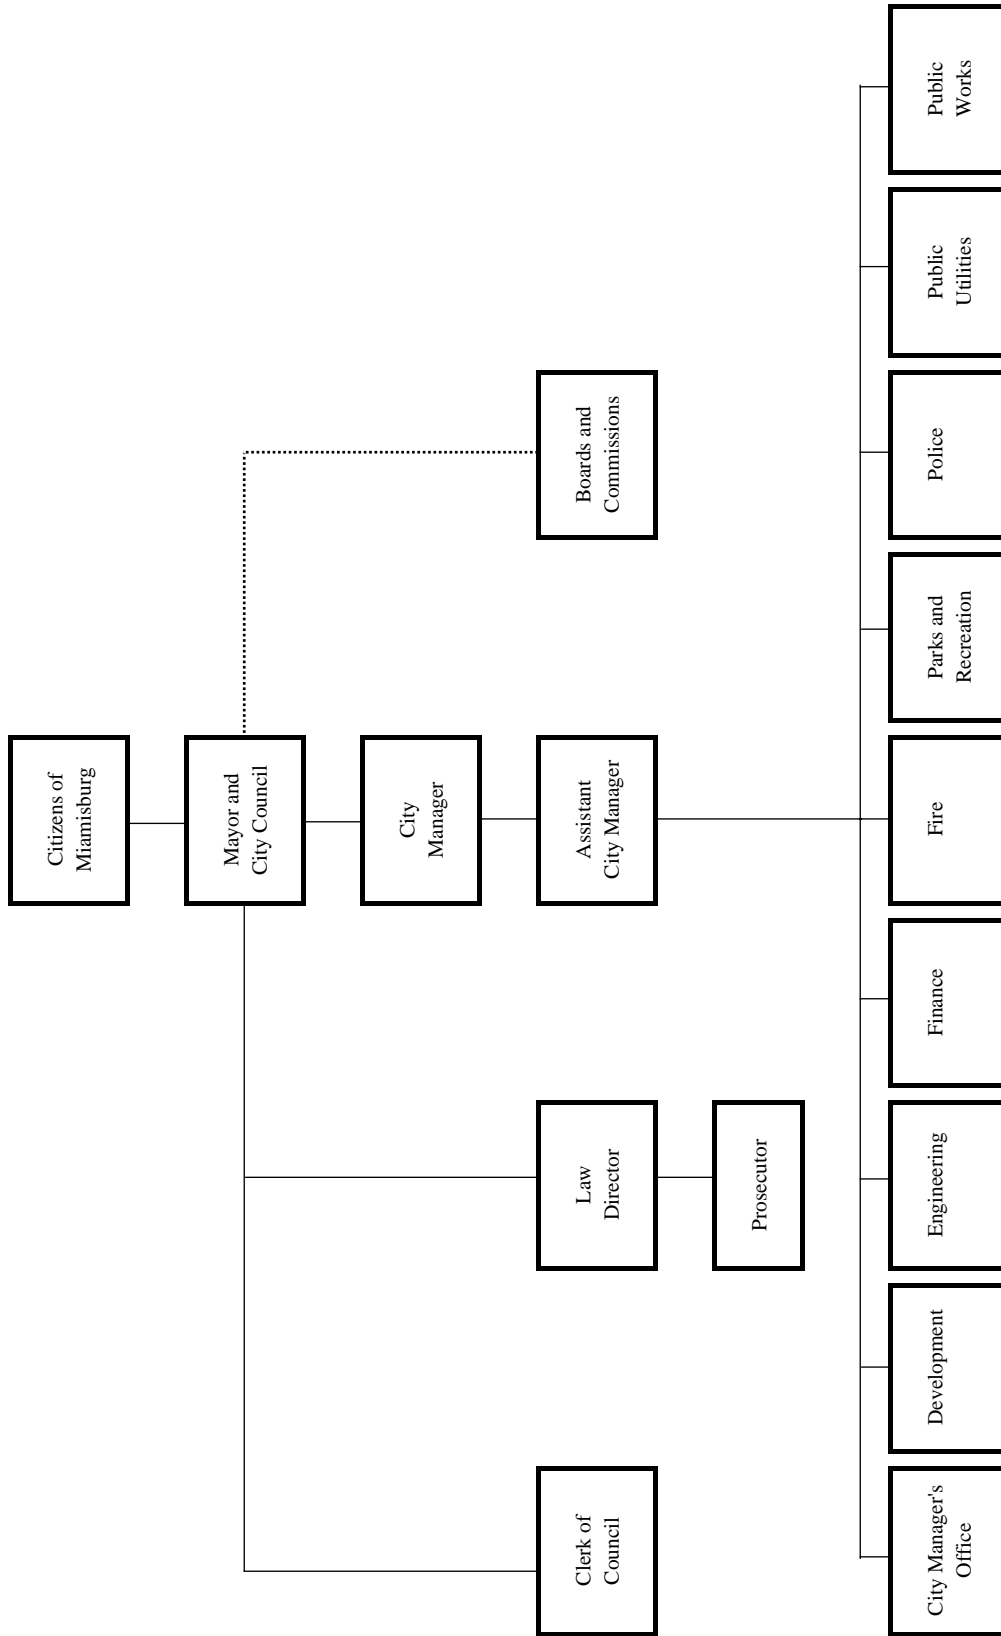 Citizens of
Miamisburg
Mayor and
City Council
City
Manager
Clerk of
Council
Law
Director
Assistant
City Manager
Boards and
Commissions
Prosecutor
City Manager's
Office
Development
Engineering
Finance
Fire
Parks and
Recreation
Police
Public
Utilities
Public
Works